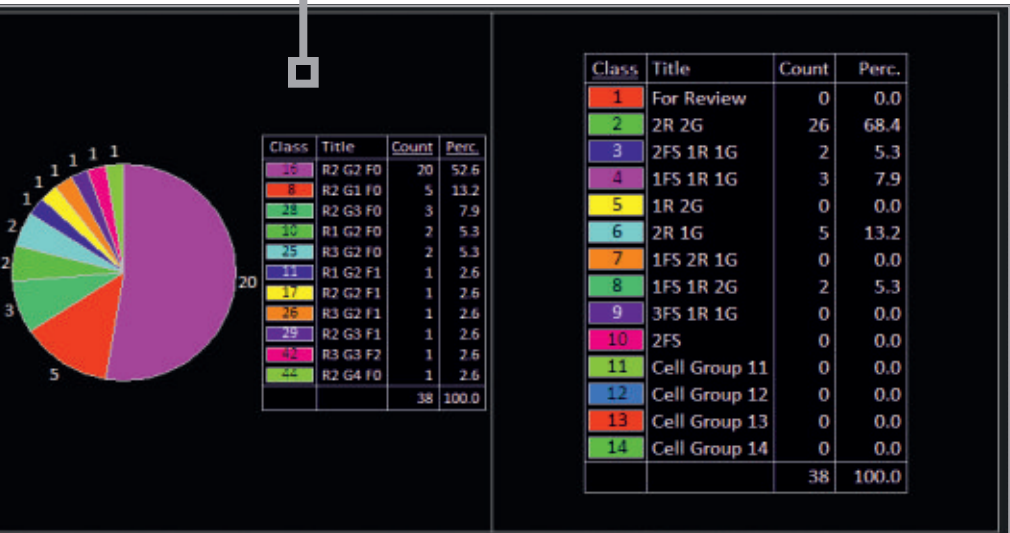 1 1 1
1
1
1
2
2
3
5
20
Class Title Count Perc.
16 R2 G2 F0 20 52.6
8 R2 G1 F0 5 13.2
28 R2 G3 F0 3 7.9
10 R1 G2 F0 2 5.3
25 R3 G2 F0 2 5.3
11 R1 G2 F1 1 2.6
17 R2 G2 F1 1 2.6
26 R3 G2 F1 1 2.6
29 R2 G3 F1 1 2.6
42 R3 G3 F2 1 2.6
44 R2 G4 F0 1 2.6
38 100.0
Class Title Count Perc.
1 For Review 0 0.0
2 2R 2G 26 68.4
3 2FS 1R 1G 2 5.3
4 1FS 1R 1G 3 7.9
5 1R 2G 0 0.0
6 2R 1G 5 13.2
7 1FS 2R 1G 0 0.0
8 1FS 1R 2G 2 5.3
9 3FS 1R 1G 0 0.0
10 2FS 0 0.0
11 Cell Group 11 0 0.0
12 Cell Group 12 0 0.0
13 Cell Group 13 0 0.0
14 Cell Group 14 0 0.0
38 100.0